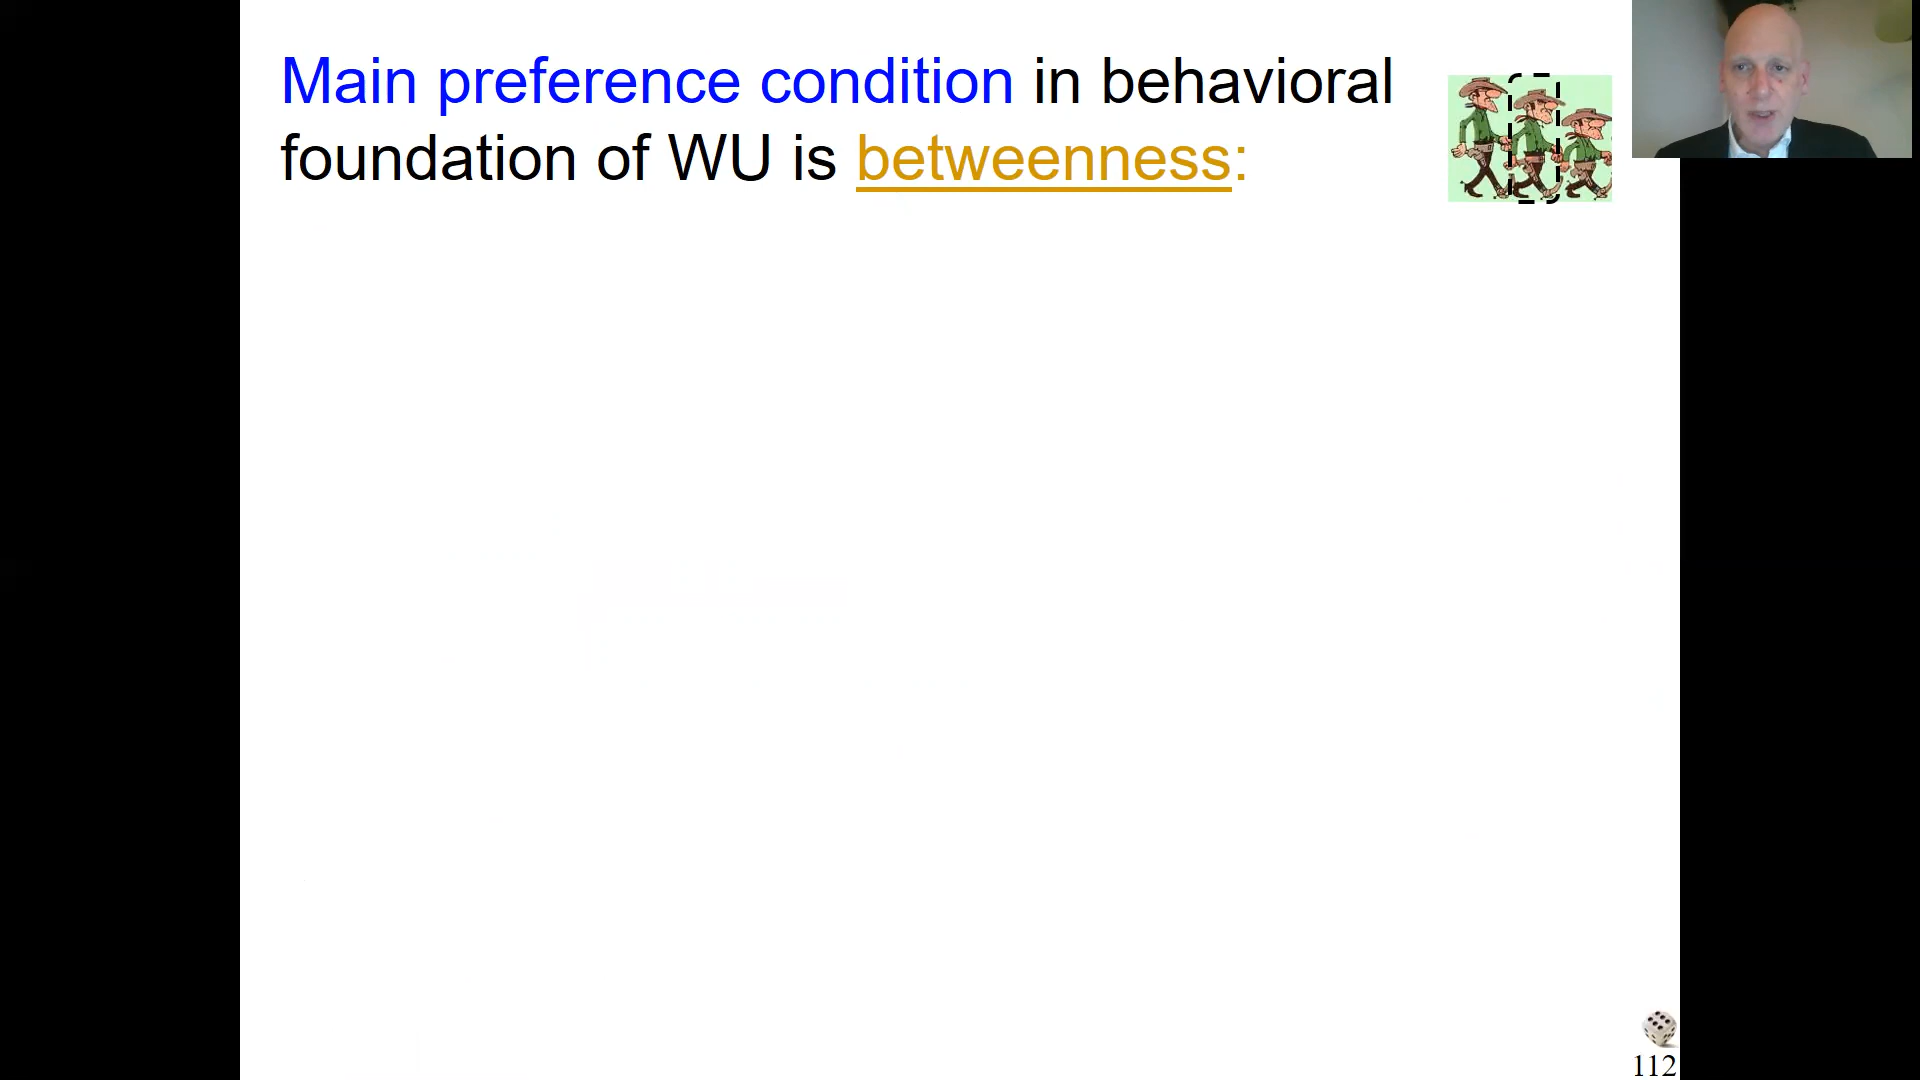 Main preference condition in behavioral
foundation of WU is betweenness:
112